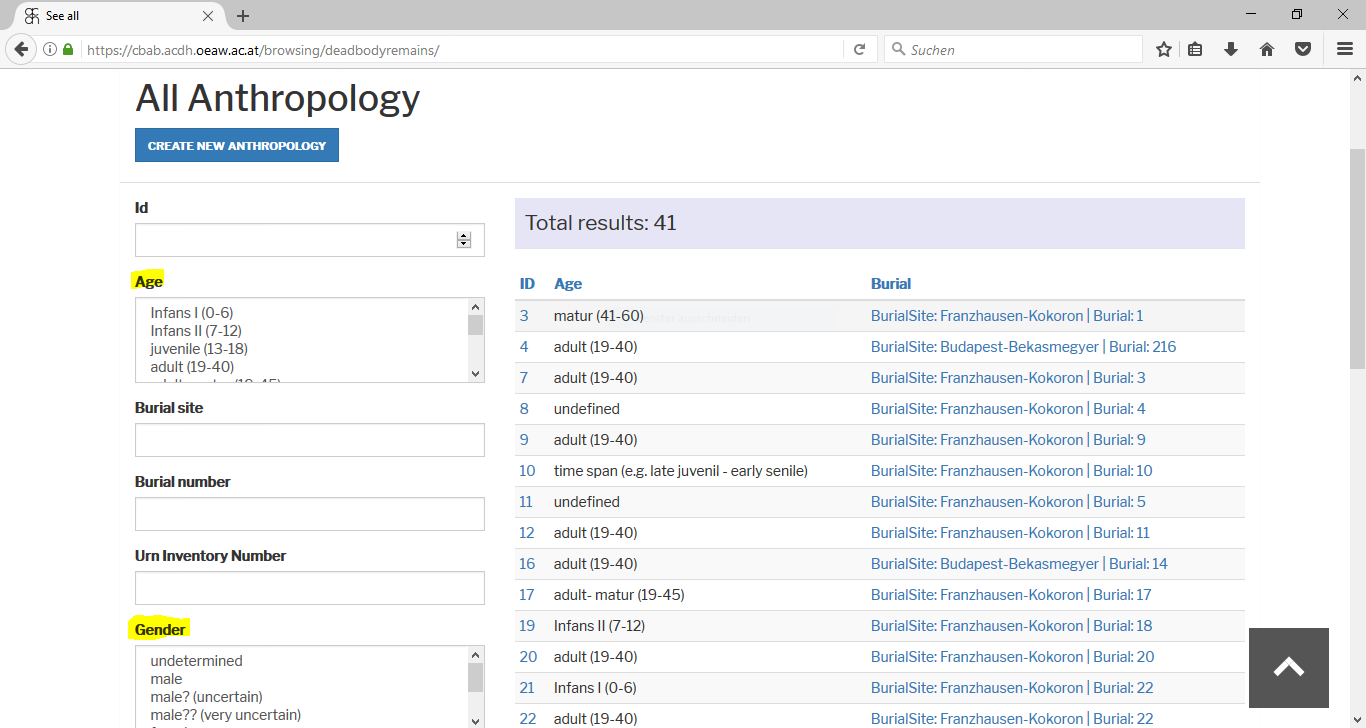 See all
https://cbab.acdh.oeaw.ac.at/browsing/deadbodyremains/
Suchen
All Anthropology
CREATE NEW ANTHROPOLOGY
Id
Age
Infans I (0-6)
Infans II (7-12)
juvenile (13-18)
adult (19-40)
adult- matur (19-45)
Burial site
Burial number
Urn Inventory Number
Gender
undetermined
male
male? (uncertain)
male?? (very uncertain)
Total results: 41
ID Age Burial
3 matur (41-60) BurialSite: Franzhausen-Kokoron | Burial: 1
4 adult (19-40) BurialSite: Budapest-Bekasmegyer | Burial: 216
7 adult (19-40) BurialSite: Franzhausen-Kokoron | Burial: 3
8 undefined BurialSite: Franzhausen-Kokoron | Burial: 4
9 adult (19-40) BurialSite: Franzhausen-Kokoron | Burial: 9
10 time span (e.g. late juvenil - early senile) BurialSite: Franzhausen-Kokoron | Burial: 10
11 undefined BurialSite: Franzhausen-Kokoron | Burial: 5
12 adult (19-40) BurialSite: Franzhausen-Kokoron | Burial: 11
16 adult (19-40) BurialSite: Budapest-Bekasmegyer | Burial: 14
17 adult- matur (19-45) BurialSite: Franzhausen-Kokoron | Burial: 17
19 Infans II (7-12) BurialSite: Franzhausen-Kokoron | Burial: 18
20 adult (19-40) BurialSite: Franzhausen-Kokoron | Burial: 20
21 Infans I (0-6) BurialSite: Franzhausen-Kokoron | Burial: 22
22 adult (19-40) BurialSite: Franzhausen-Kokoron | Burial: 22